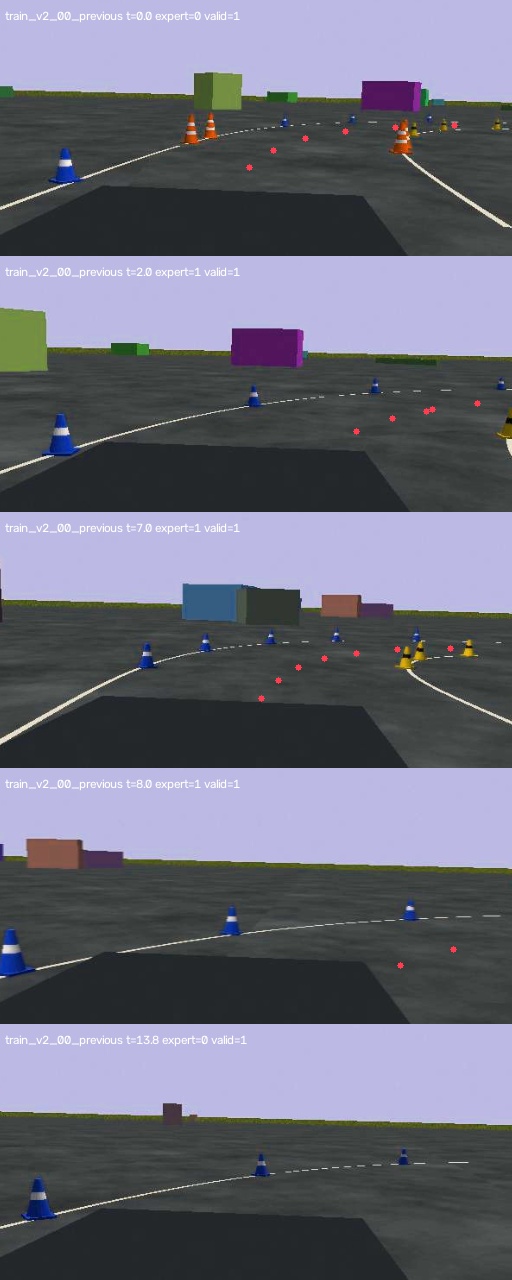 train_v2_00_previous t=0.0 expert=0 valid=1
train_v2_00_previous t=2.0 expert=1 valid=1
train_v2_00_previous t=7.0 expert=1 valid=1
train_v2_00_previous t=8.0 expert=1 valid=1
train_v2_00_previous t=13.8 expert=0 valid=1